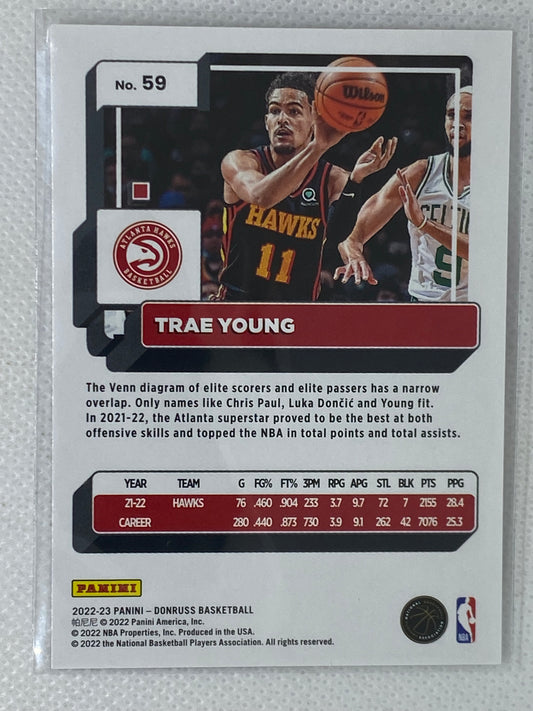 No. 59
Wilson
HAWKS
11
CELTIC
9
ATLANTA HAWKS
BASKETBALL
TRAE YOUNG
The Venn diagram of elite scorers and elite passers has a narrow
overlap. Only names like Chris Paul, Luka Dončić and Young fit.
In 2021-22, the Atlanta superstar proved to be the best at both
offensive skills and topped the NBA in total points and total assists.
YEAR TEAM G FG% FT% 3PM RPG APG STL BLK PTS PPG
21-22 HAWKS 76 .460 .904 233 3.7 9.7 72 7 2155 28.4
CAREER 280 .440 .873 730 3.9 9.1 262 42 7076 25.3
PANINI
2022-23 PANINI – DONRUSS BASKETBALL
帕尼尼 © 2022 Panini America, Inc.
© 2022 NBA Properties, Inc. Produced in the USA.
© 2022 the National Basketball Players Association. All rights reserved.
NATIONAL BASKETBALL PLAYERS ASSOCIATION
NBA